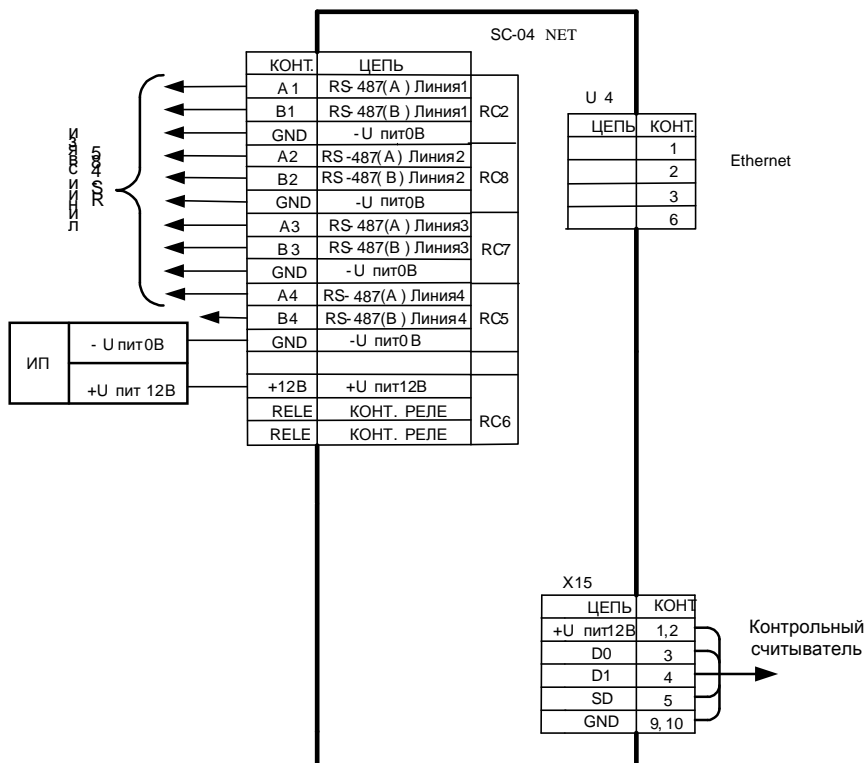 SC-04 NET
КОНТ. ЦЕПЬ
A1 RS-487(A) Линия1
B1 RS-487(B) Линия1
GND -U пит0В
RC2
A2 RS-487(A) Линия2
B2 RS-487(B) Линия2
GND -U пит0В
RC8
A3 RS-487(A) Линия3
B3 RS-487(B) Линия3
GND -U пит0В
RC7
A4 RS-487(A) Линия4
B4 RS-487(B) Линия4
GND -U пит0В
RC5
+12В +U пит12В
RELE КОНТ. РЕЛЕ
RELE КОНТ. РЕЛЕ
RC6
линии связи
RS-485
ИП
- U пит0В
+U пит 12В
U 4
ЦЕПЬ КОНТ.
1
2
3
6
Ethernet
X15
ЦЕПЬ КОНТ
+U пит12В 1,2
D0 3
D1 4
SD 5
GND 9, 10
Контрольный
считыватель